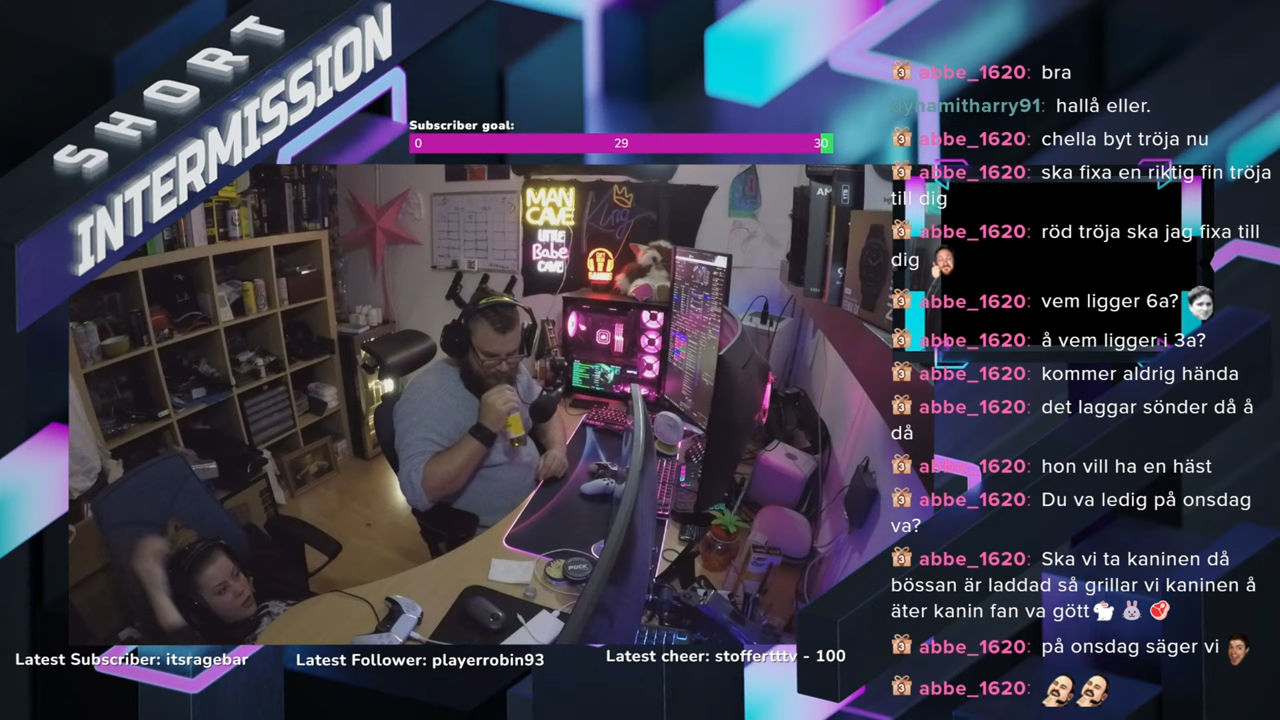 SHORT
INTERMISSION
Subscriber goal:
0 29 30
MAN
CAVE
LITTLE
Babe
CAVE
King
PUCK
abbe_1620: bra
dynamitharry91: hallå eller.
abbe_1620: chella byt tröja nu
abbe_1620: ska fixa en riktig fin tröja
till dig
abbe_1620: röd tröja ska jag fixa till
dig
abbe_1620: vem ligger 6a?
abbe_1620: å vem ligger i 3a?
abbe_1620: kommer aldrig hända
abbe_1620: det laggar sönder då å
då
abbe_1620: hon vill ha en häst
abbe_1620: Du va ledig på onsdag
va?
abbe_1620: Ska vi ta kaninen då
bössan är laddad så grillar vi kaninen å
äter kanin fan va gött
abbe_1620: på onsdag säger vi
abbe_1620:
Latest Subscriber: itsragebar
Latest Follower: playerrobin93
Latest cheer: stofferttttv - 100